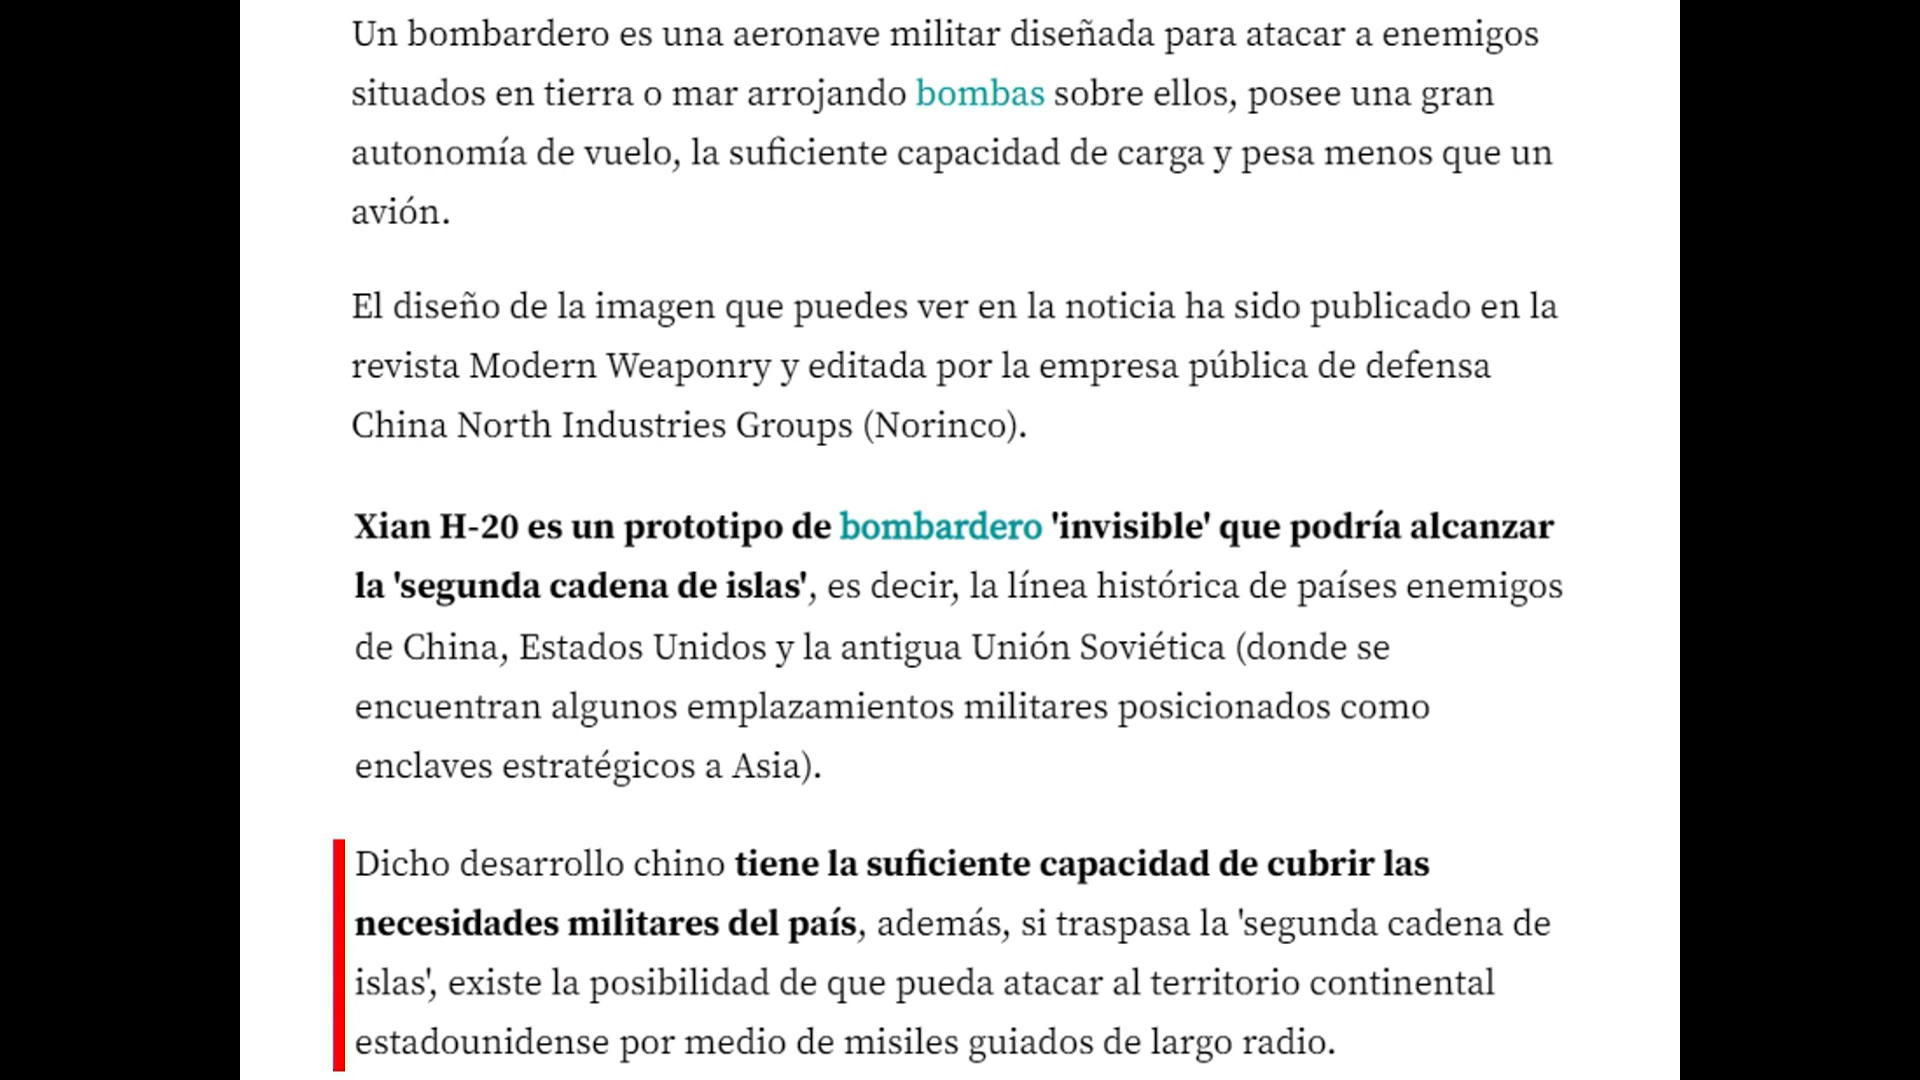 Un bombardero es una aeronave militar diseñada para atacar a enemigos
situados en tierra o mar arrojando bombas sobre ellos, posee una gran
autonomía de vuelo, la suficiente capacidad de carga y pesa menos que un
avión.
El diseño de la imagen que puedes ver en la noticia ha sido publicado en la
revista Modern Weaponry y editada por la empresa pública de defensa
China North Industries Groups (Norinco).
Xian H-20 es un prototipo de bombardero 'invisible' que podría alcanzar
la 'segunda cadena de islas', es decir, la línea histórica de países enemigos
de China, Estados Unidos y la antigua Unión Soviética (donde se
encuentran algunos emplazamientos militares posicionados como
enclaves estratégicos a Asia).
Dicho desarrollo chino tiene la suficiente capacidad de cubrir las
necesidades militares del país, además, si traspasa la 'segunda cadena de
islas', existe la posibilidad de que pueda atacar al territorio continental
estadounidense por medio de misiles guiados de largo radio.